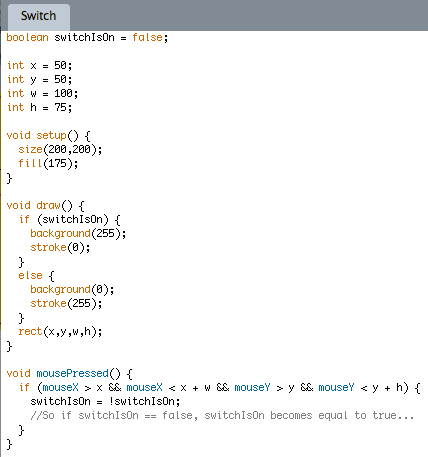 Switch
boolean switchIsOn = false;

int x = 50;
int y = 50;
int w = 100;
int h = 75;

void setup() {
  size(200,200);
  fill(175);
}

void draw() {
  if (switchIsOn) {
    background(255);
    stroke(0);
  }
  else {
    background(0);
    stroke(255);
  }
  rect(x,y,w,h);
}

void mousePressed() {
  if (mouseX > x && mouseX < x + w && mouseY > y && mouseY < y + h) {
    switchIsOn = !switchIsOn;
    //So if switchIsOn == false, switchIsOn becomes equal to true...
  }
}